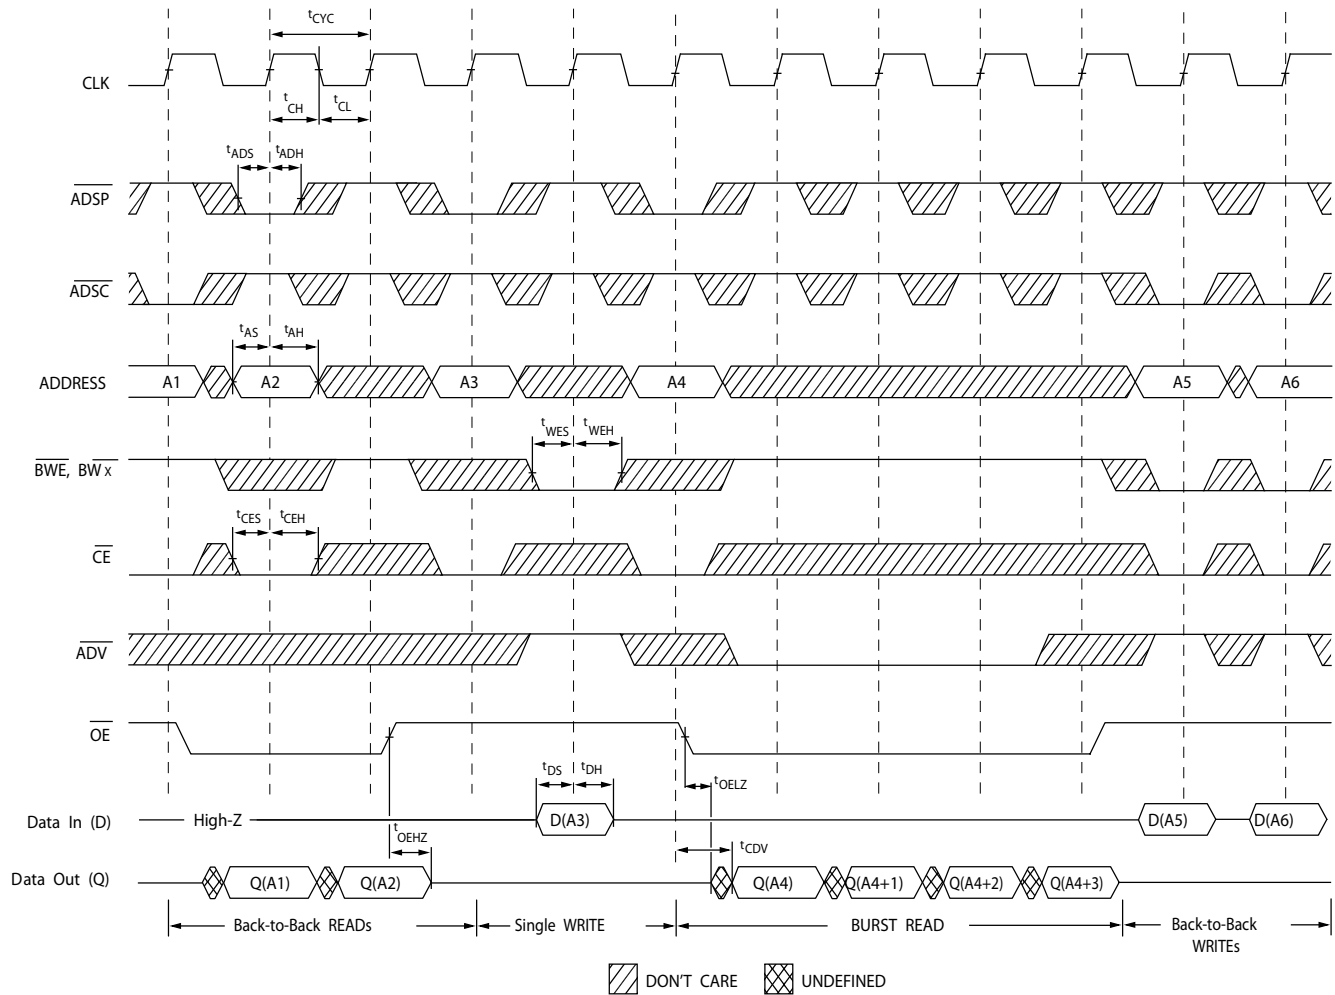 tCYC
CLK
tCH tCL
tADS tADH
ADSP
ADSC
tAS tAH
ADDRESS A1 A2 A3 A4 A5 A6
tWES tWEH
BWE, BW X
tCES tCEH
CE
ADV
OE
tDS tDH tOELZ
Data In (D) High-Z D(A3) D(A5) D(A6)
tOEHZ tCDV
Data Out (Q) Q(A1) Q(A2) Q(A4) Q(A4+1) Q(A4+2) Q(A4+3)
Back-to-Back READs Single WRITE BURST READ Back-to-Back
WRITEs
DON'T CARE UNDEFINED